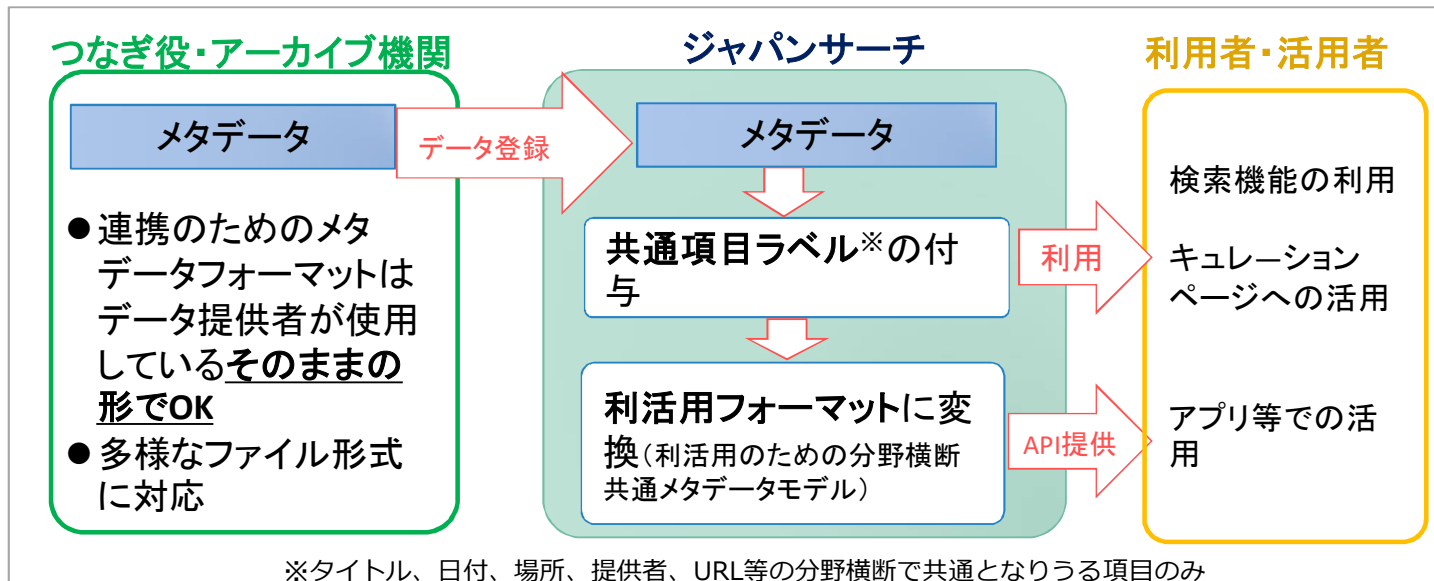 つなぎ役・アーカイブ機関
メタデータ
●連携のためのメタ
データフォーマットは
データ提供者が使用
しているそのままの
形でOK
●多様なファイル形式
に対応
データ登録
ジャパンサーチ
メタデータ
共通項目ラベル※の付
与
利活用フォーマットに変
換（利活用のための分野横断
共通メタデータモデル）
利用
API提供
利用者・活用者
検索機能の利用
キュレーション
ページへの活用
アプリ等での活
用
※タイトル、日付、場所、提供者、URL等の分野横断で共通となりうる項目のみ